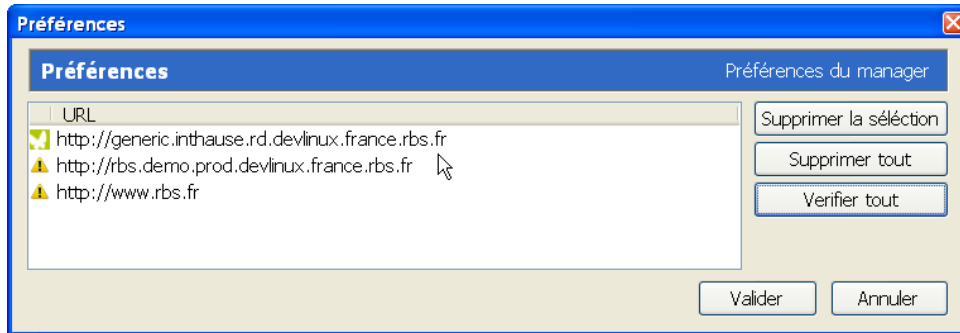 Préférences
Préférences
Préférences du manager
URL
http://generic.inthause.rd.devlinux.france.rbs.fr
http://rbs.demo.prod.devlinux.france.rbs.fr
http://www.rbs.fr
Supprimer la séléction
Supprimer tout
Verifier tout
Valider
Annuler